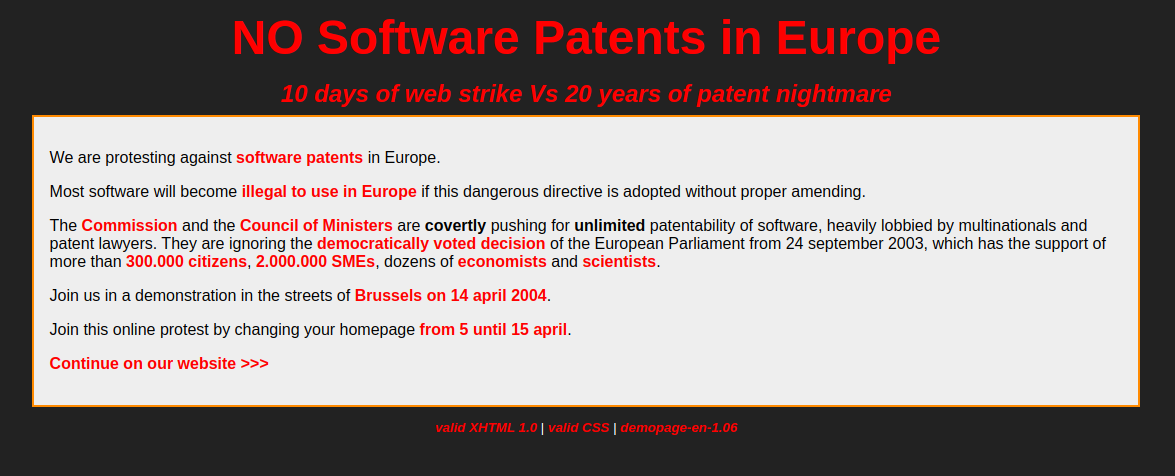 NO Software Patents in Europe
10 days of web strike Vs 20 years of patent nightmare
We are protesting against software patents in Europe.
Most software will become illegal to use in Europe if this dangerous directive is adopted without proper amending.
The Commission and the Council of Ministers are covertly pushing for unlimited patentability of software, heavily lobbied by multinationals and
patent lawyers. They are ignoring the democratically voted decision of the European Parliament from 24 september 2003, which has the support of
more than 300.000 citizens, 2.000.000 SMEs, dozens of economists and scientists.
Join us in a demonstration in the streets of Brussels on 14 april 2004.
Join this online protest by changing your homepage from 5 until 15 april.
Continue on our website >>>
valid XHTML 1.0 | valid CSS | demopage-en-1.06